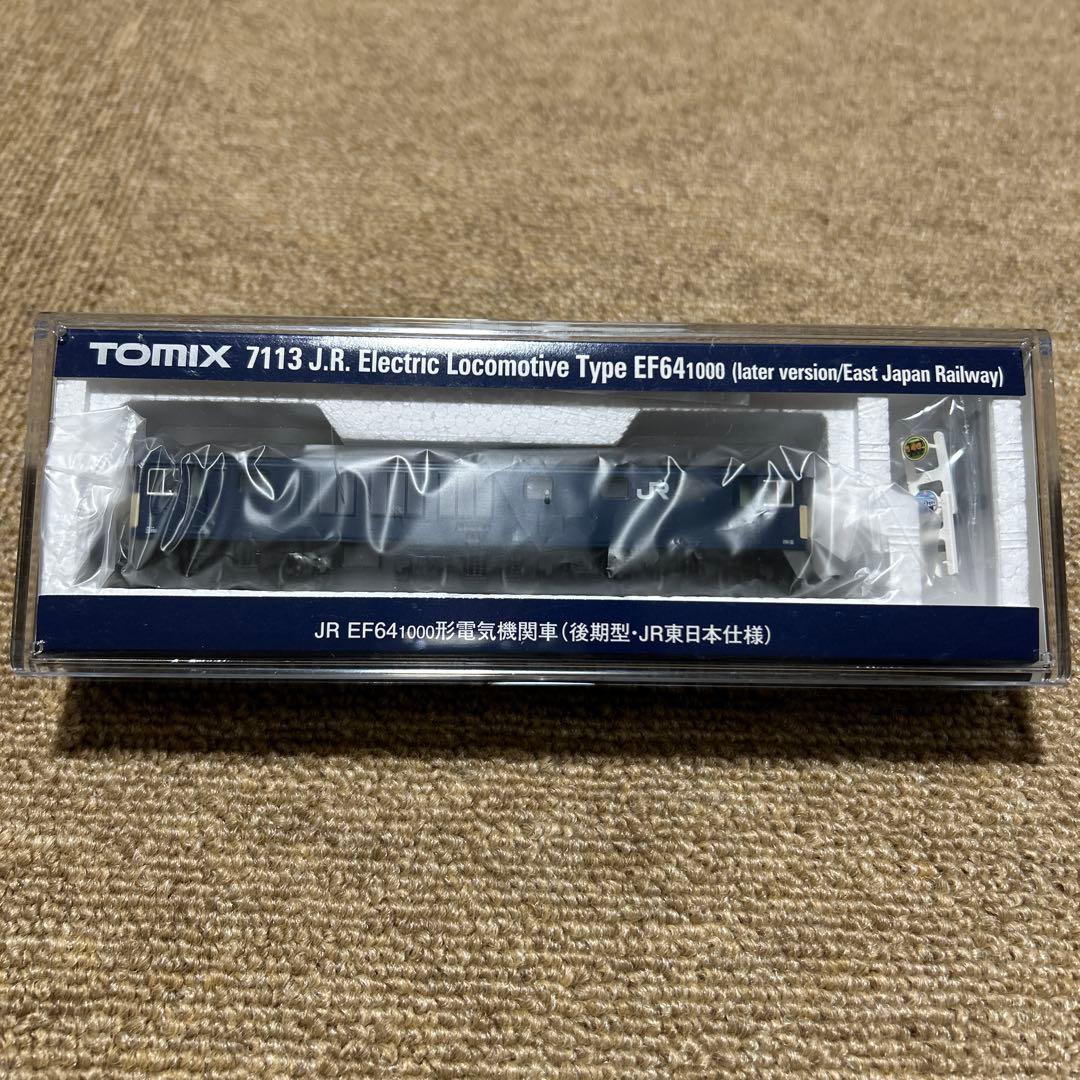 TOMIX 7113 J.R. Electric Locomotive Type EF641000 (later version/East Japan Railway)
JR
JR EF641000形電気機関車(後期型・JR東日本仕様)